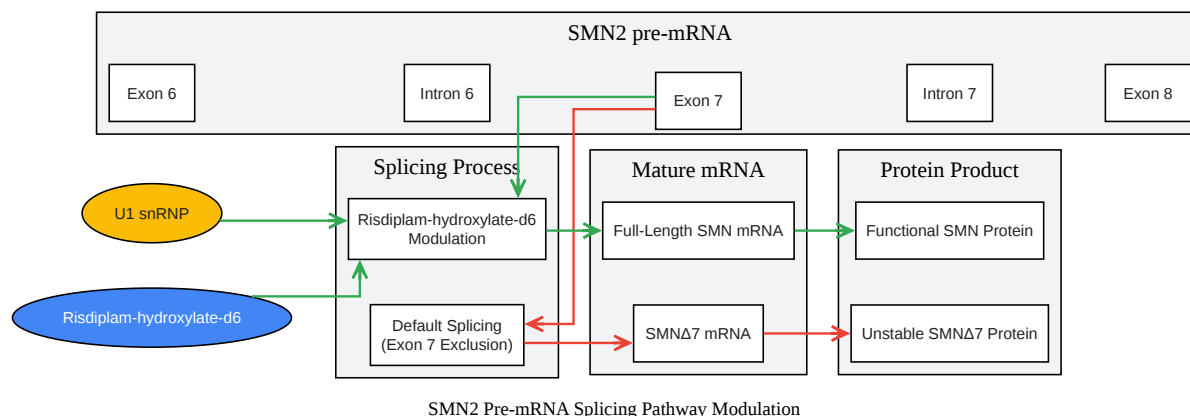 SMN2 pre-mRNA
Exon 6
Intron 6
Exon 7
Intron 7
Exon 8
Splicing Process
Mature mRNA
Protein Product
U1 snRNP
Risdiplam-hydroxylate-d6
Modulation
Full-Length SMN mRNA
Functional SMN Protein
Risdiplam-hydroxylate-d6
Default Splicing
(Exon 7 Exclusion)
SMNΔ7 mRNA
Unstable SMNΔ7 Protein
SMN2 Pre-mRNA Splicing Pathway Modulation